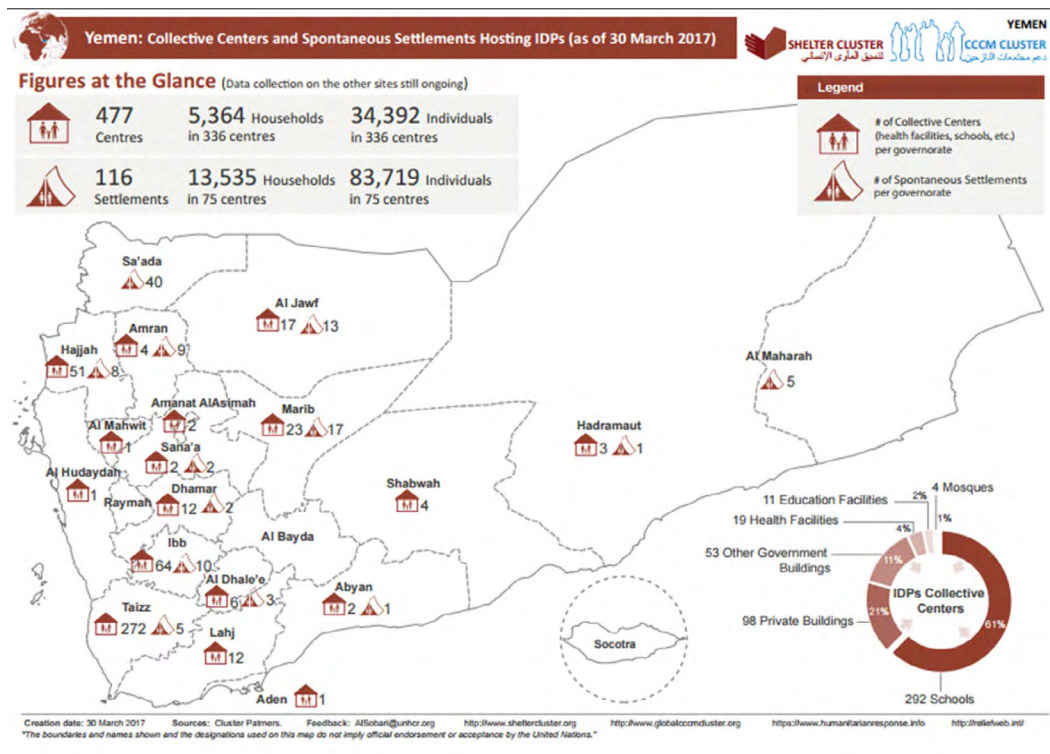 Yemen: Collective Centers and Spontaneous Settlements Hosting IDPs (as of 30 March 2017)
SHELTER CLUSTER
تنسيق المأوى الإنساني
YEMEN
CCCM CLUSTER
دعم مجتمعات النازحين
Figures at the Glance (Data collection on the other sites still ongoing)
477 5,364 Households 34,392 Individuals
Centres in 336 centres in 336 centres
116 13,535 Households 83,719 Individuals
Settlements in 75 centres in 75 centres
Legend
# of Collective Centers
(health facilities, schools, etc.)
per governorate
# of Spontaneous Settlements
per governorate
Sa'ada
40
Al Jawf
17 13
Amran
4 9
Hajjah
51 8
Al Maharah
5
Amanat AlAsimah
2
Marib
23 17
Al Mahwit
1
Hadramaut
3 1
Sana'a
2 2
Al Hudaydah
1
Shabwah
4
Dhamar
Raymah 12 2
Ibb
64 10
Al Bayda
Al Dhale'e
6 3
Abyan
2 1
Taizz
272 5
Lahj
12
Socotra
Aden 1
4 Mosques
11 Education Facilities 2%
19 Health Facilities 4% 1%
53 Other Government
Buildings
11%
IDPs Collective
Centers
98 Private Buildings 21%
61%
292 Schools
Creation date: 30 March 2017 Sources: Cluster Partners. Feedback: AlSobari@unhcr.org http://www.sheltercluster.org http://www.globalcccmcluster.org https://www.humanitarianresponse.info http://reliefweb.int/
"The boundaries and names shown and the designations used on this map do not imply official endorsement or acceptance by the United Nations."